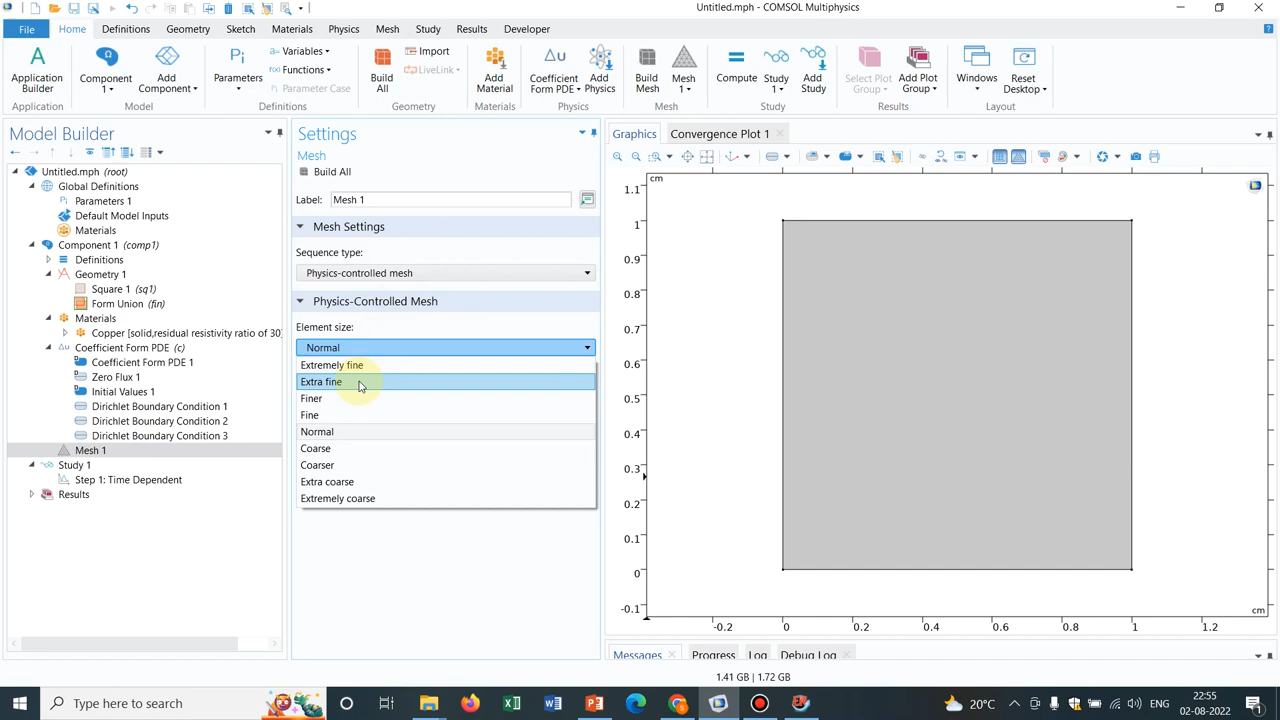 Untitled.mph - COMSOL Multiphysics
File Home Definitions Geometry Sketch Materials Physics Mesh Study Results Developer
Application Builder
Component 1
Add Component
Parameters
a= Variables
f(x) Functions
Pi Parameter Case
Build All
Import
LiveLink
Add Material
Coefficient Form PDE
Add Physics
Build Mesh
Mesh 1
Compute
Study 1
Add Study
Select Plot Group
Add Plot Group
Windows
Reset Desktop
Application Model Definitions Geometry Materials Physics Mesh Study Results Layout
Model Builder
Untitled.mph (root)
Global Definitions
Parameters 1
Default Model Inputs
Materials
Component 1 (comp1)
Definitions
Geometry 1
Square 1 (sq1)
Form Union (fin)
Materials
Copper [solid,residual resistivity ratio of 30]
Coefficient Form PDE (c)
Coefficient Form PDE 1
Zero Flux 1
Initial Values 1
Dirichlet Boundary Condition 1
Dirichlet Boundary Condition 2
Dirichlet Boundary Condition 3
Mesh 1
Study 1
Step 1: Time Dependent
Results
Settings
Mesh
Build All
Label: Mesh 1
Mesh Settings
Sequence type:
Physics-controlled mesh
Physics-Controlled Mesh
Element size:
Normal
Extremely fine
Extra fine
Finer
Fine
Normal
Coarse
Coarser
Extra coarse
Extremely coarse
Graphics Convergence Plot 1
cm
1.1
1
0.9
0.8
0.7
0.6
0.5
0.4
0.3
0.2
0.1
0
-0.1
cm
-0.2 0 0.2 0.4 0.6 0.8 1 1.2
Messages Progress Log Debug Log
1.41 GB | 1.72 GB
Type here to search
20°C
ENG
22:55
02-08-2022